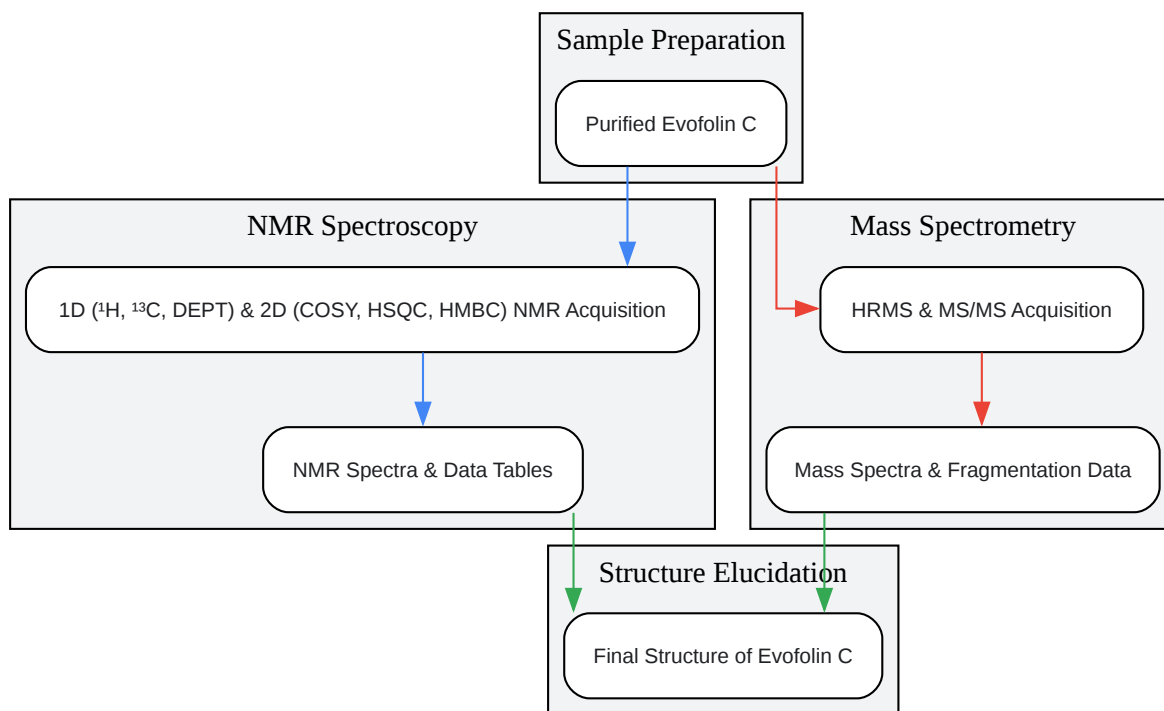 Sample Preparation
Purified Evofolin C
NMR Spectroscopy
1D (¹H, ¹³C, DEPT) & 2D (COSY, HSQC, HMBC) NMR Acquisition
NMR Spectra & Data Tables
Mass Spectrometry
HRMS & MS/MS Acquisition
Mass Spectra & Fragmentation Data
Structure Elucidation
Final Structure of Evofolin C